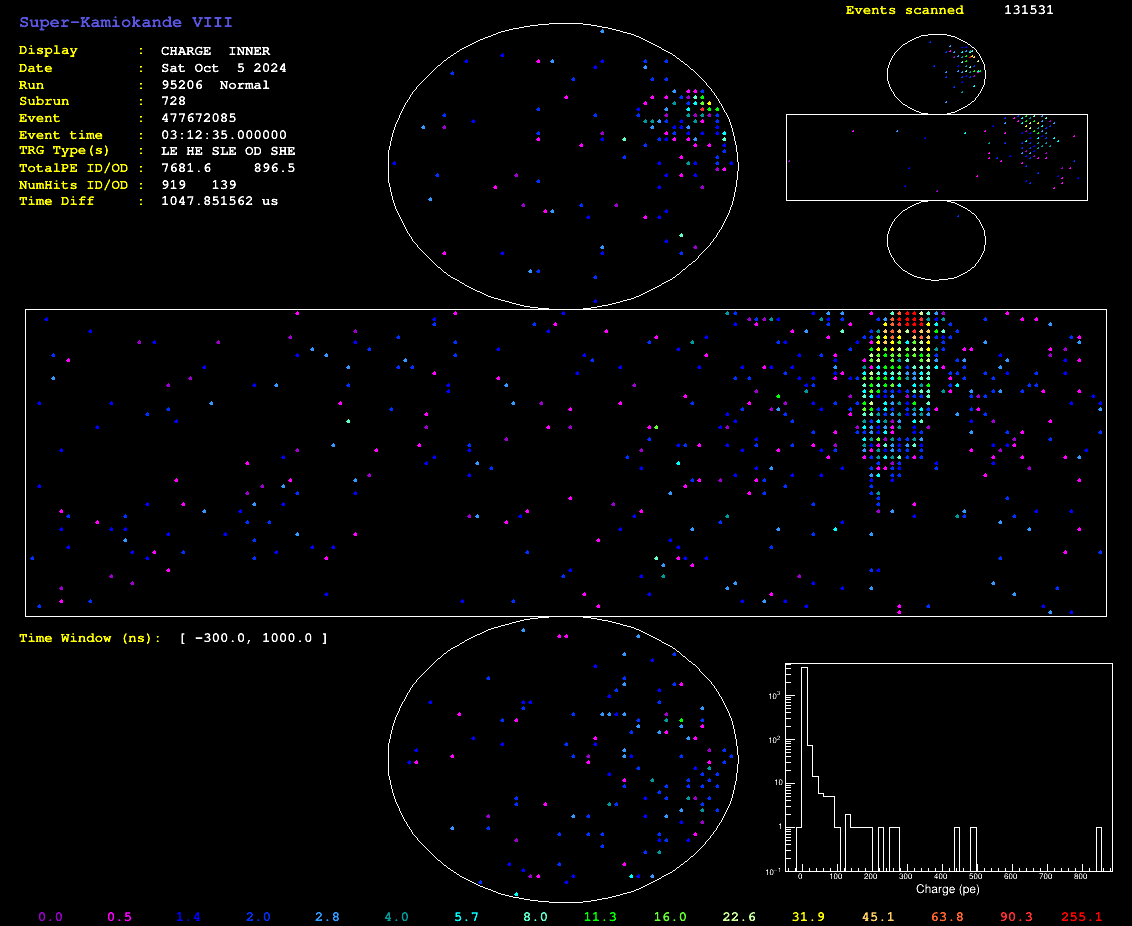 Super-Kamiokande VIII
Events scanned 131531
Display : CHARGE INNER
Date : Sat Oct 5 2024
Run : 95206 Normal
Subrun : 728
Event : 477672085
Event time : 03:12:35.000000
TRG Type(s) : LE HE SLE OD SHE
TotalPE ID/OD : 7681.6 896.5
NumHits ID/OD : 919 139
Time Diff : 1047.851562 us
Time Window (ns): [ -300.0, 1000.0 ]
10³
10²
10
1
10⁻¹
0 100 200 300 400 500 600 700 800
Charge (pe)
0.0 0.5 1.4 2.0 2.8 4.0 5.7 8.0 11.3 16.0 22.6 31.9 45.1 63.8 90.3 255.1